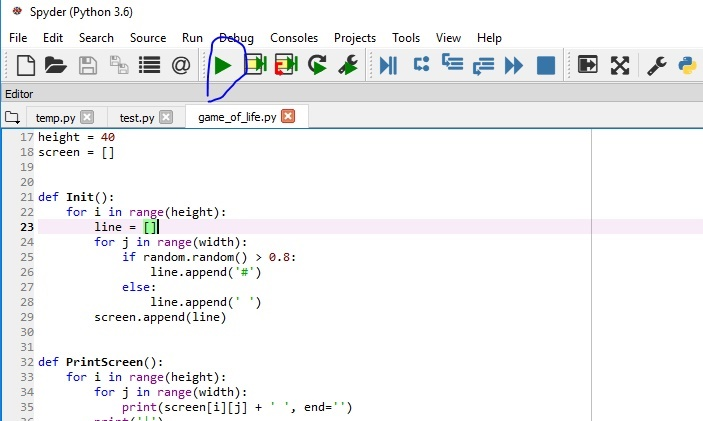 Spyder (Python 3.6)
File Edit Search Source Run Debug Consoles Projects Tools View Help
Editor
temp.py test.py game_of_life.py
17 height = 40
18 screen = []
19
20
21 def Init():
22     for i in range(height):
23         line = []
24         for j in range(width):
25             if random.random() > 0.8:
26                 line.append('#')
27             else:
28                 line.append(' ')
29         screen.append(line)
30
31
32 def PrintScreen():
33     for i in range(height):
34         for j in range(width):
35             print(screen[i][j] + ' ', end='')
36         print('|')